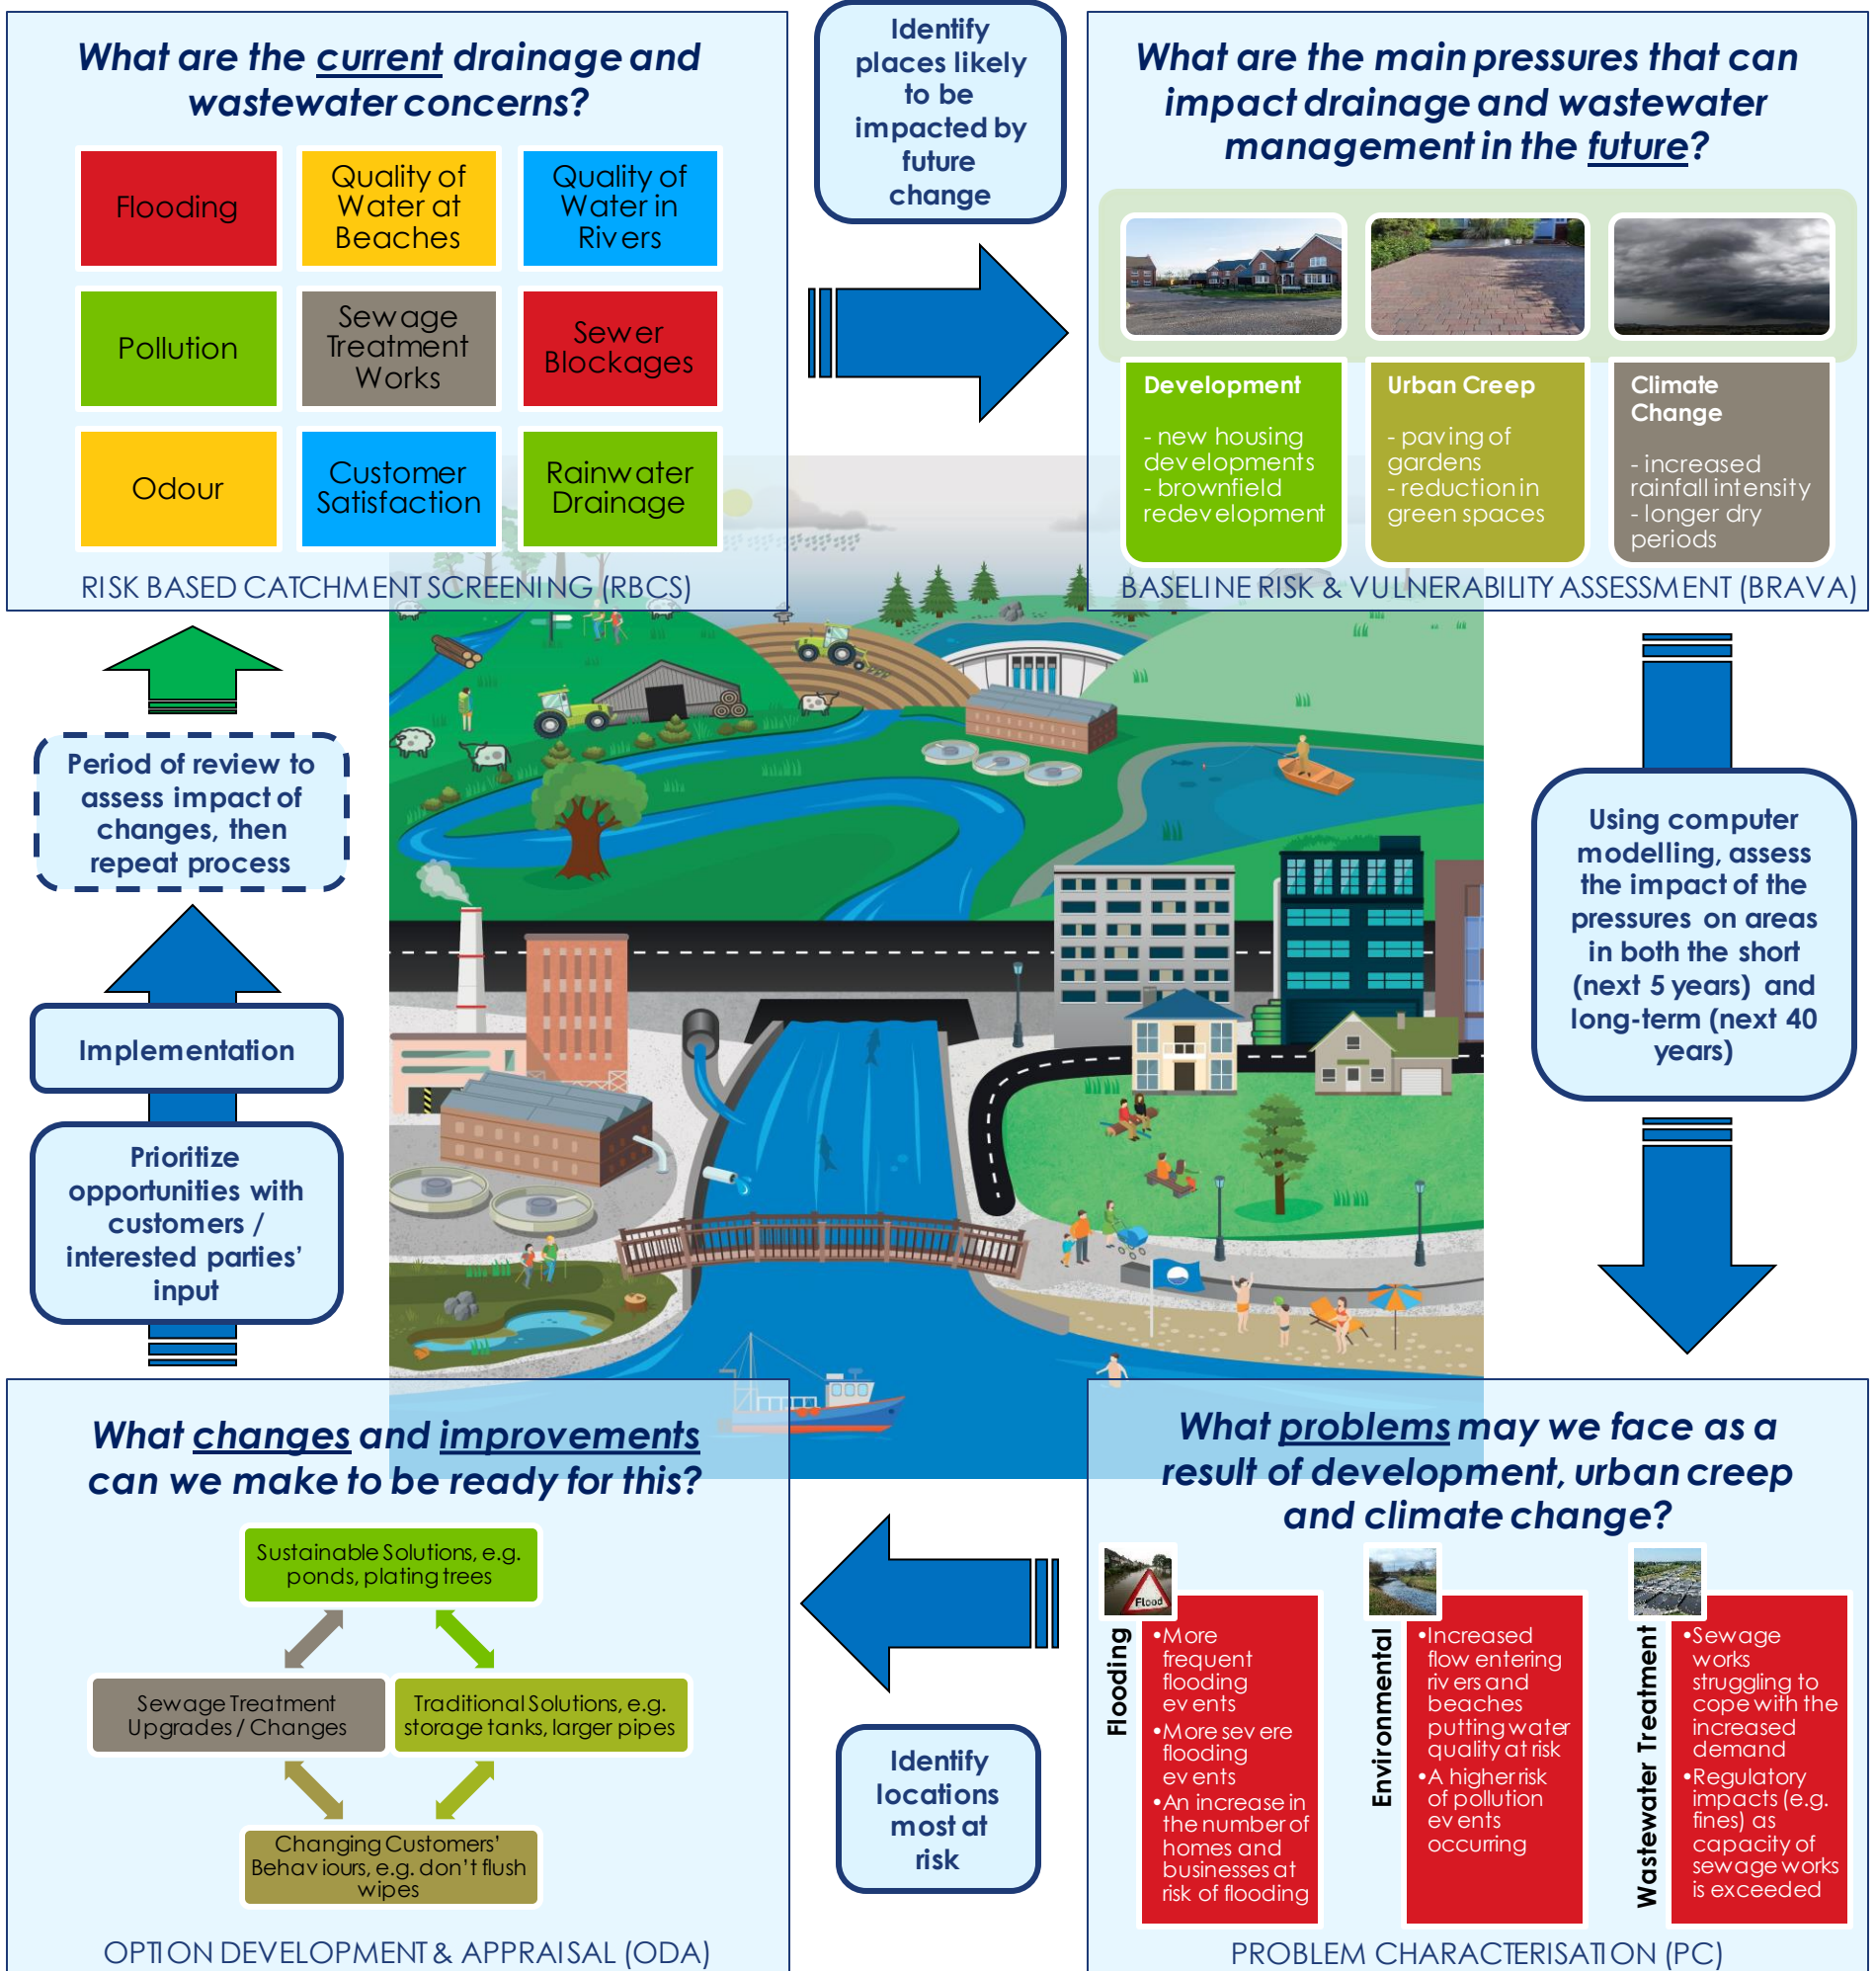 What are the current drainage and
wastewater concerns?
Flooding
Quality of
Water at
Beaches
Quality of
Water in
Rivers
Pollution
Sewage
Treatment
Works
Sewer
Blockages
Odour
Customer
Satisfaction
Rainwater
Drainage
RISK BASED CATCHMENT SCREENING (RBCS)
Identify
places likely
to be
impacted by
future
change
What are the main pressures that can
impact drainage and wastewater
management in the future?
Development
- new housing
developments
- brownfield
redevelopment
Urban Creep
- paving of
gardens
- reduction in
green spaces
Climate
Change
- increased
rainfall intensity
- longer dry
periods
BASELINE RISK & VULNERABILITY ASSESSMENT (BRAVA)
Using computer
modelling, assess
the impact of the
pressures on areas
in both the short
(next 5 years) and
long-term (next 40
years)
What problems may we face as a
result of development, urban creep
and climate change?
Flood
Flooding
•More
frequent
flooding
events
•More severe
flooding
events
•An increase in
the number of
homes and
businesses at
risk of flooding
Environmental
•Increased
flow entering
rivers and
beaches
putting water
quality at risk
•A higher risk
of pollution
events
occurring
Wastewater Treatment
•Sewage
works
struggling to
cope with the
increased
demand
•Regulatory
impacts (e.g.
fines) as
capacity of
sewage works
is exceeded
PROBLEM CHARACTERISATION (PC)
Identify
locations
most at
risk
What changes and improvements
can we make to be ready for this?
Sustainable Solutions, e.g.
ponds, plating trees
Sewage Treatment
Upgrades / Changes
Traditional Solutions, e.g.
storage tanks, larger pipes
Changing Customers'
Behaviours, e.g. don't flush
wipes
OPTION DEVELOPMENT & APPRAISAL (ODA)
Prioritize
opportunities with
customers /
interested parties'
input
Implementation
Period of review to
assess impact of
changes, then
repeat process